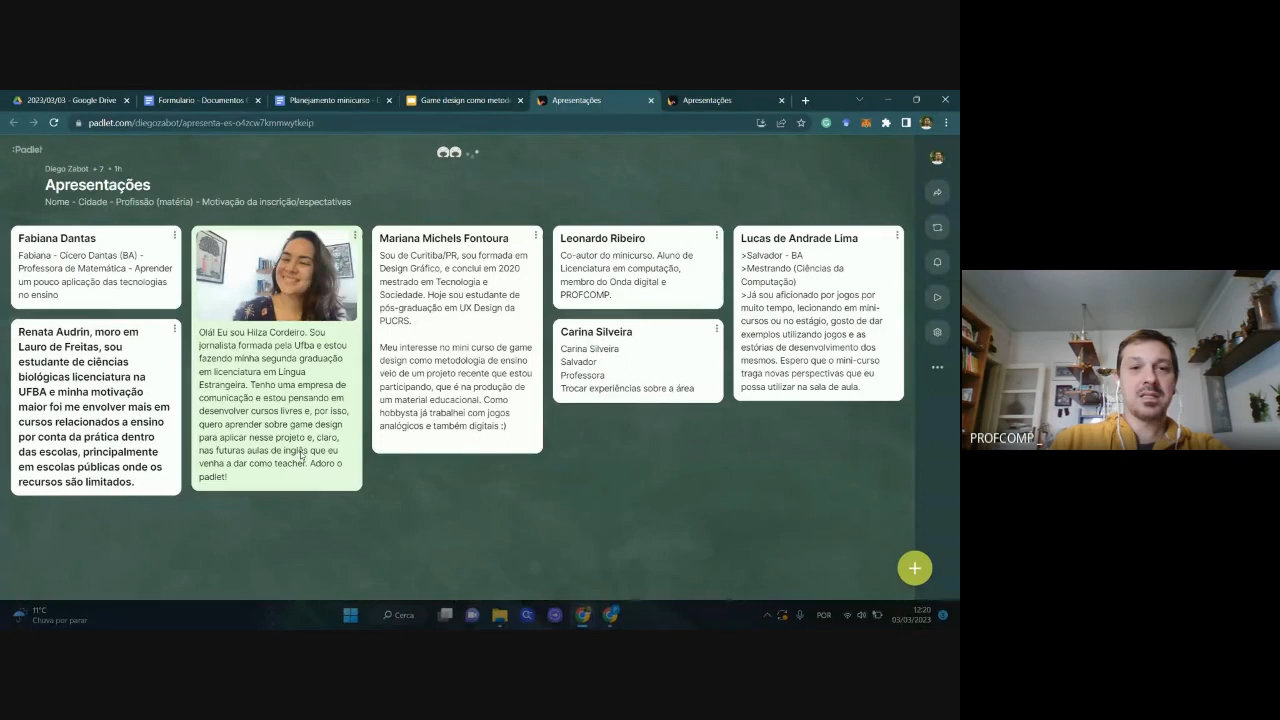 2023/03/03 - Google Drive
Formulario - Documentos
Planejamento minicurso -
Game design como metod
Apresentações
Apresentações
padlet.com/diegozabot/apresenta-es-o4zcw7kmmwytkeip
:Padlet
Diego Zabot +7 • 1h
Apresentações
Nome - Cidade - Profissão (matéria) - Motivação da inscrição/espectativas
Fabiana Dantas
Fabiana - Cícero Dantas (BA) -
Professora de Matemática - Aprender
um pouco aplicação das tecnologias
no ensino
Renata Audrin, moro em
Lauro de Freitas, sou
estudante de ciências
biológicas licenciatura na
UFBA e minha motivação
maior foi me envolver mais em
cursos relacionados a ensino
por conta da prática dentro
das escolas, principalmente
em escolas públicas onde os
recursos são limitados.
Olá! Eu sou Hilza Cordeiro. Sou
jornalista formada pela Ufba e estou
fazendo minha segunda graduação
em licenciatura em Língua
Estrangeira. Tenho uma empresa de
comunicação e estou pensando em
desenvolver cursos livres e, por isso,
quero aprender sobre game design
para aplicar nesse projeto e, claro,
nas futuras aulas de inglês que eu
venha a dar como teacher. Adoro o
padlet!
Mariana Michels Fontoura
Sou de Curitiba/PR, sou formada em
Design Gráfico, e conclui em 2020
mestrado em Tecnologia e
Sociedade. Hoje sou estudante de
pós-graduação em UX Design da
PUCRS.
Meu interesse no mini curso de game
design como metodologia de ensino
veio de um projeto recente que estou
participando, que é na produção de
um material educacional. Como
hobbysta já trabalhei com jogos
analógicos e também digitais :)
Leonardo Ribeiro
Co-autor do minicurso. Aluno de
Licenciatura em computação,
membro do Onda digital e
PROFCOMP.
Carina Silveira
Carina Silveira
Salvador
Professora
Trocar experiências sobre a área
Lucas de Andrade Lima
>Salvador - BA
>Mestrando (Ciências da
Computação)
>Já sou aficionado por jogos por
muito tempo, lecionando em mini-
cursos ou no estágio, gosto de dar
exemplos utilizando jogos e as
estórias de desenvolvimento dos
mesmos. Espero que o mini-curso
traga novas perspectivas que eu
possa utilizar na sala de aula.
PROFCOMP _
11°C
Chuva por parar
Cerca
POR
12:20
03/03/2023